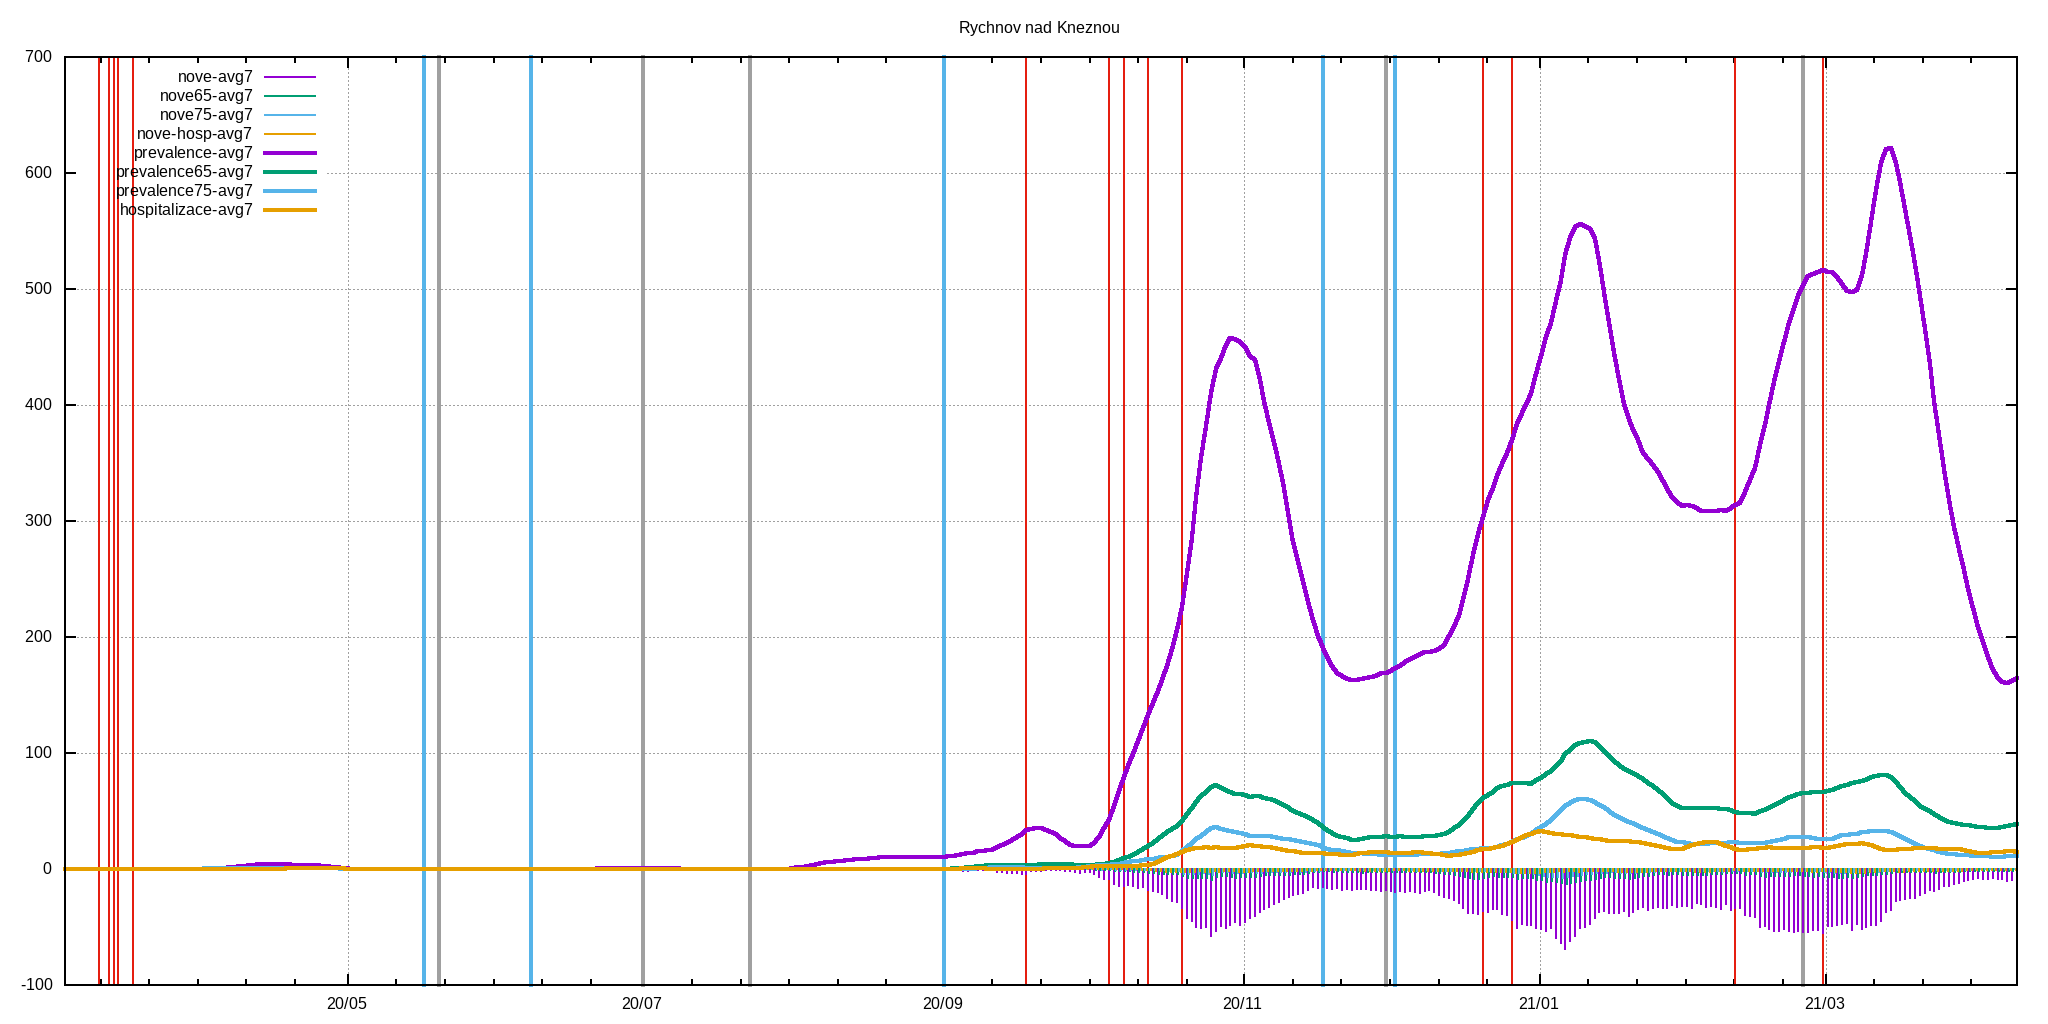 Rychnov nad Kneznou
700
600
500
400
300
200
100
0
-100
nove-avg7
nove65-avg7
nove75-avg7
nove-hosp-avg7
prevalence-avg7
prevalence65-avg7
prevalence75-avg7
hospitalizace-avg7
20/05
20/07
20/09
20/11
21/01
21/03